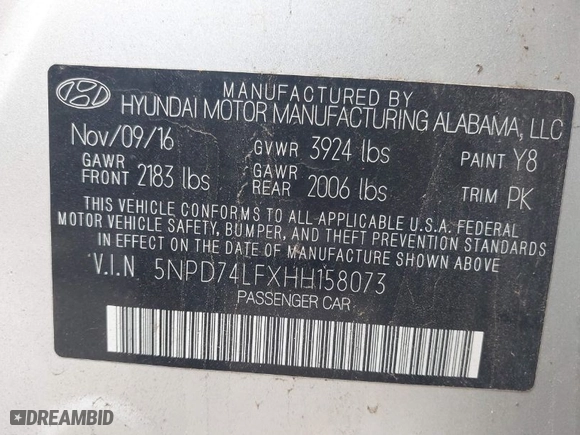 MANUFACTURED BY
HYUNDAI MOTOR MANUFACTURING ALABAMA, LLC
Nov/09/16 GVWR 3924 lbs PAINT Y8
GAWR FRONT 2183 lbs GAWR REAR 2006 lbs TRIM PK
THIS VEHICLE CONFORMS TO ALL APPLICABLE U.S.A. FEDERAL
MOTOR VEHICLE SAFETY, BUMPER, AND THEFT PREVENTION STANDARDS
IN EFFECT ON THE DATE OF MANUFACTURE SHOWN ABOVE.
V.I.N. 5NPD74LFXHH158073
PASSENGER CAR
DREAMBID